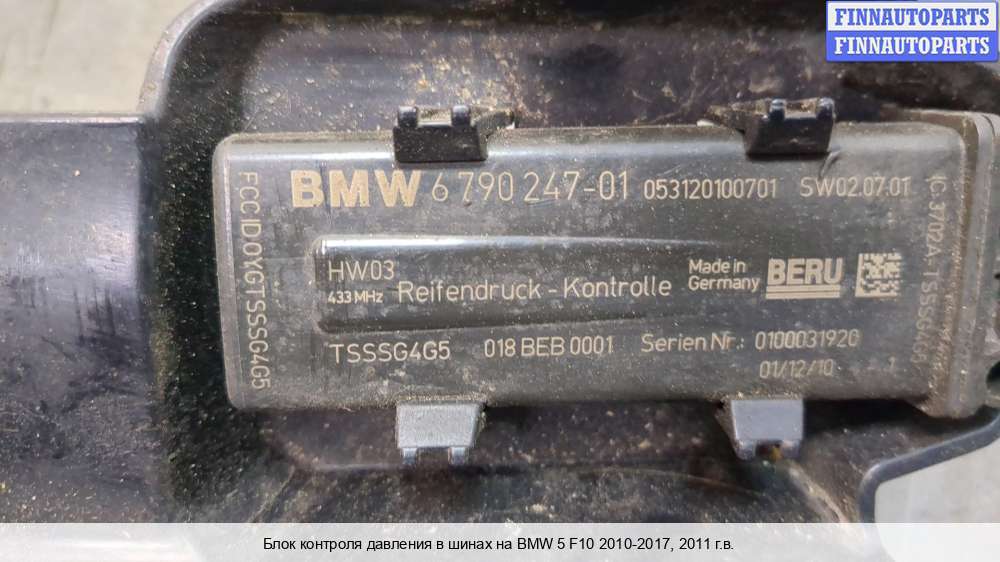 FINNAUTOPARTS
FINNAUTOPARTS
BMW 6 790 247-01 053120100701 SW02.07.01
HW03
433 MHz Reifendruck - Kontrolle
Made in
Germany
BERU
TSSSG4G5 018 BEB 0001 Serien Nr.: 0100031920
01/12/10
FCC ID OYGTSSSG4G5
IC 3702A-TSSSG4G5
Блок контроля давления в шинах на BMW 5 F10 2010-2017, 2011 г.в.